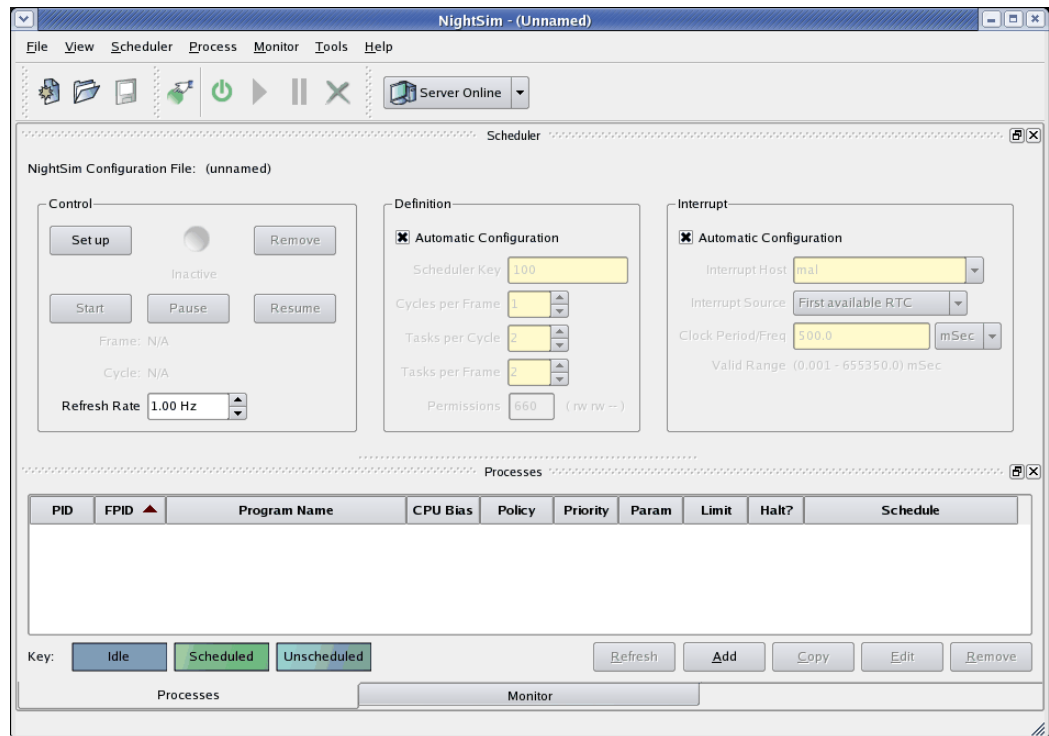 NightSim - (Unnamed)
File View Scheduler Process Monitor Tools Help
Server Online
Scheduler
NightSim Configuration File: (unnamed)
Control
Set up
Remove
Inactive
Start
Pause
Resume
Frame: N/A
Cycle: N/A
Refresh Rate 1.00 Hz
Definition
Automatic Configuration
Scheduler Key 100
Cycles per Frame 1
Tasks per Cycle 2
Tasks per Frame 2
Permissions 660 ( rw rw -- )
Interrupt
Automatic Configuration
Interrupt Host mal
Interrupt Source First available RTC
Clock Period/Freq 500.0 mSec
Valid Range (0.001 - 655350.0) mSec
Processes
PID FPID Program Name CPU Bias Policy Priority Param Limit Halt? Schedule
Key: Idle Scheduled Unscheduled Refresh Add Copy Edit Remove
Processes Monitor